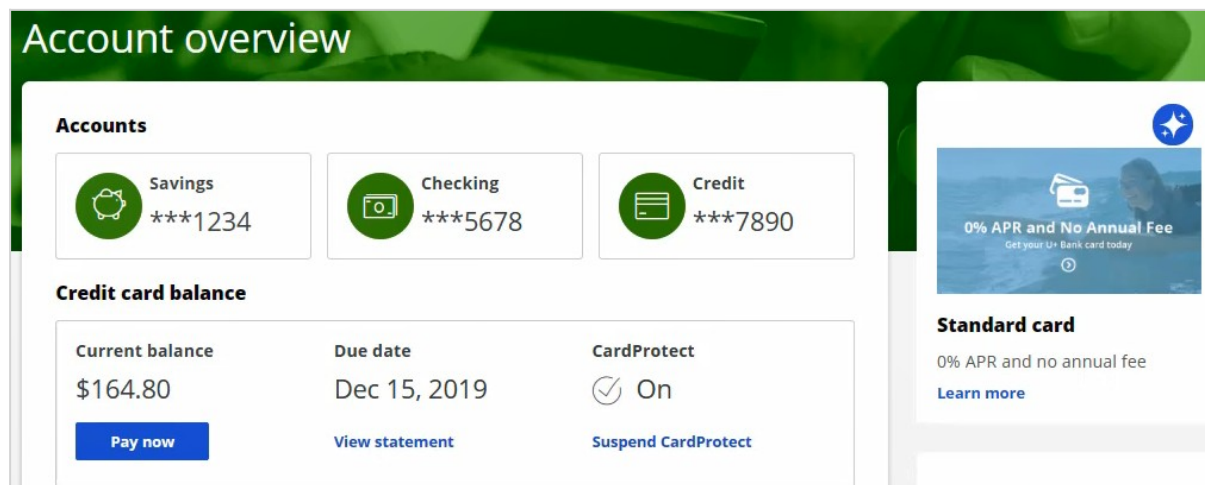 Account overview
Accounts
Savings
***1234
Checking
***5678
Credit
***7890
Credit card balance
Current balance
$164.80
Pay now
Due date
Dec 15, 2019
View statement
CardProtect
On
Suspend CardProtect
0% APR and No Annual Fee
Get your U+ Bank card today
Standard card
0% APR and no annual fee
Learn more